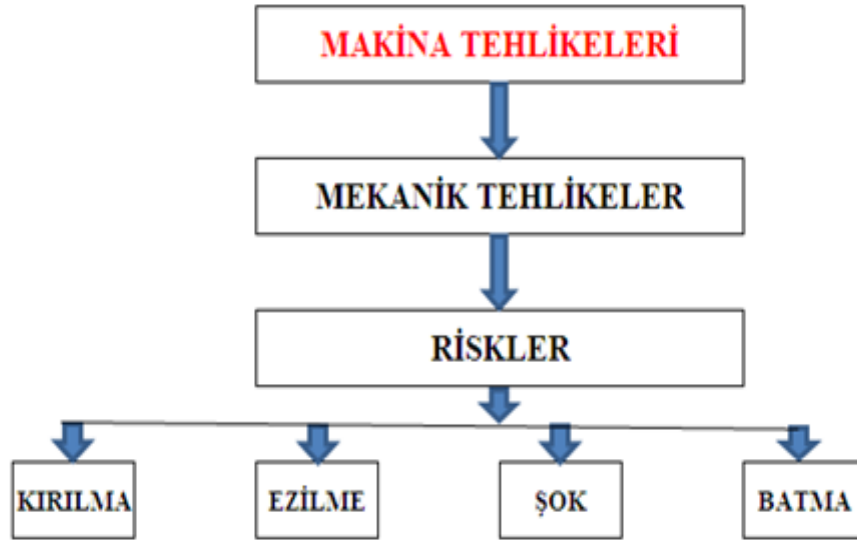 MAKİNA TEHLİKELERİ
MEKANİK TEHLİKELER
RİSKLER
KIRILMA
EZİLME
ŞOK
BATMA